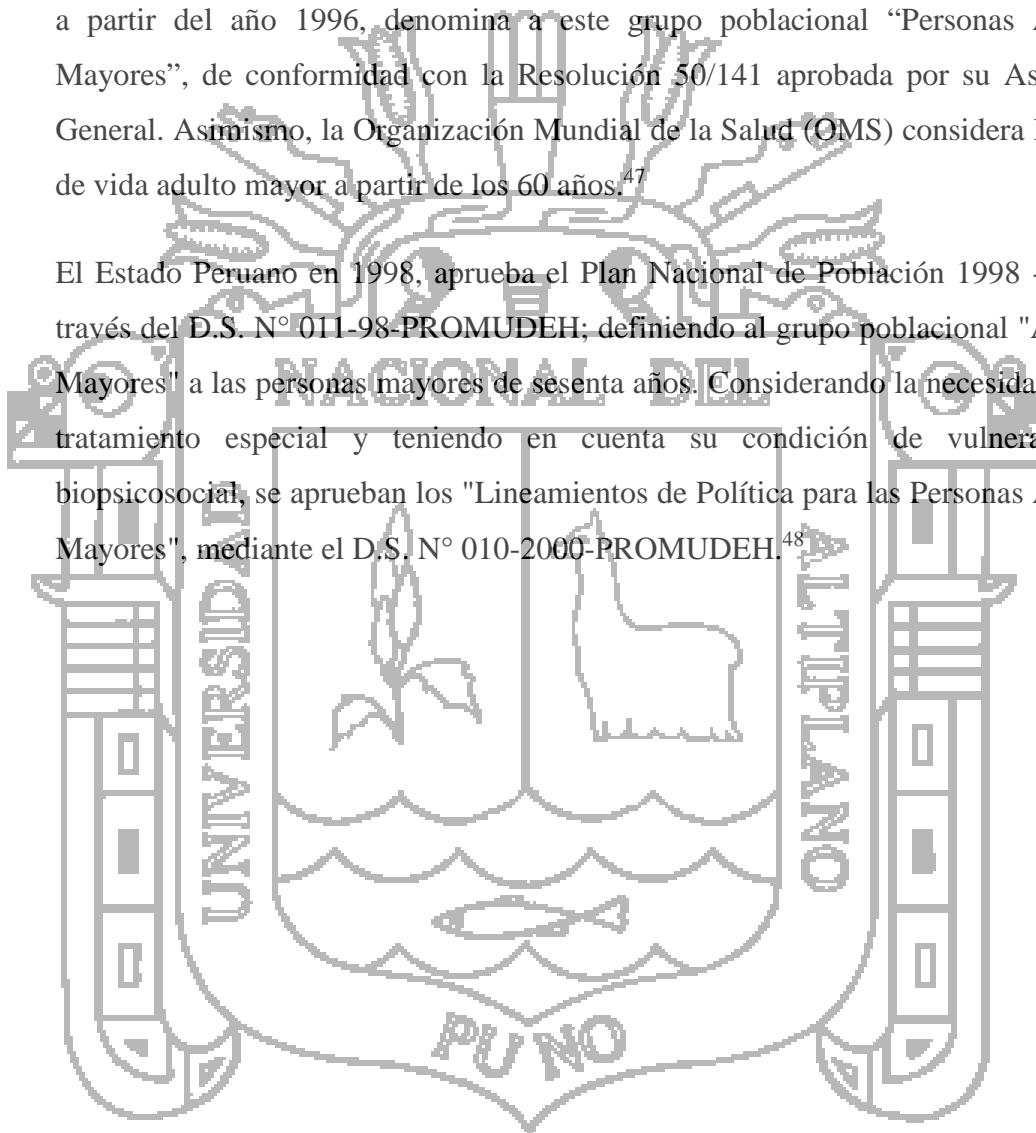 a partir del año 1996, denomina a este grupo poblacional “Personas
Mayores”, de conformidad con la Resolución 50/141 aprobada por su
General. Asimismo, la Organización Mundial de la Salud (OMS) considera
de vida adulto mayor a partir de los 60 años.47
El Estado Peruano en 1998, aprueba el Plan Nacional de Población 1998 -
través del D.S. N° 011-98-PROMUDEH; definiendo al grupo poblacional "
Mayores" a las personas mayores de sesenta años. Considerando la
tratamiento especial y teniendo en cuenta su condición de
biopsicosocial, se aprueban los "Lineamientos de Política para las Personas
Mayores", mediante el D.S. N° 010-2000-PROMUDEH.48
UNIVERSIDAD
NACIONAL DEL
ALTIPLANO
PUNO